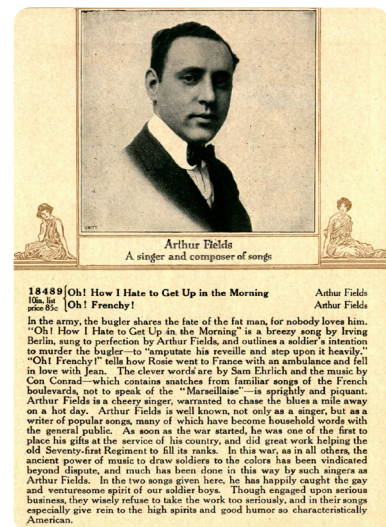 Arthur Fields
A singer and composer of songs
18489 Oh! How I Hate to Get Up in the Morning Arthur Fields
10in. list
price 85c Oh! Frenchy! Arthur Fields
In the army, the bugler shares the fate of the fat man, for nobody loves him.
"Oh! How I Hate to Get Up in the Morning" is a breezy song by Irving
Berlin, sung to perfection by Arthur Fields, and outlines a soldier's intention
to murder the bugler—to "amputate his reveille and step upon it heavily."
"Oh! Frenchy!" tells how Rosie went to France with an ambulance and fell
in love with Jean. The clever words are by Sam Ehrlich and the music by
Con Conrad—which contains snatches from familiar songs of the French
boulevards, not to speak of the "Marseillaise"—is sprightly and piquant.
Arthur Fields is a cheery singer, warranted to chase the blues a mile away
on a hot day. Arthur Fields is well known, not only as a singer, but as a
writer of popular songs, many of which have become household words with
the general public. As soon as the war started, he was one of the first to
place his gifts at the service of his country, and did great work helping the
old Seventy-first Regiment to fill its ranks. In this war, as in all others, the
ancient power of music to draw soldiers to the colors has been vindicated
beyond dispute, and much has been done in this way by such singers as
Arthur Fields. In the two songs given here, he has happily caught the gay
and venturesome spirit of our soldier boys. Though engaged upon serious
business, they wisely refuse to take the work too seriously, and in their songs
especially give rein to the high spirits and good humor so characteristically
American.